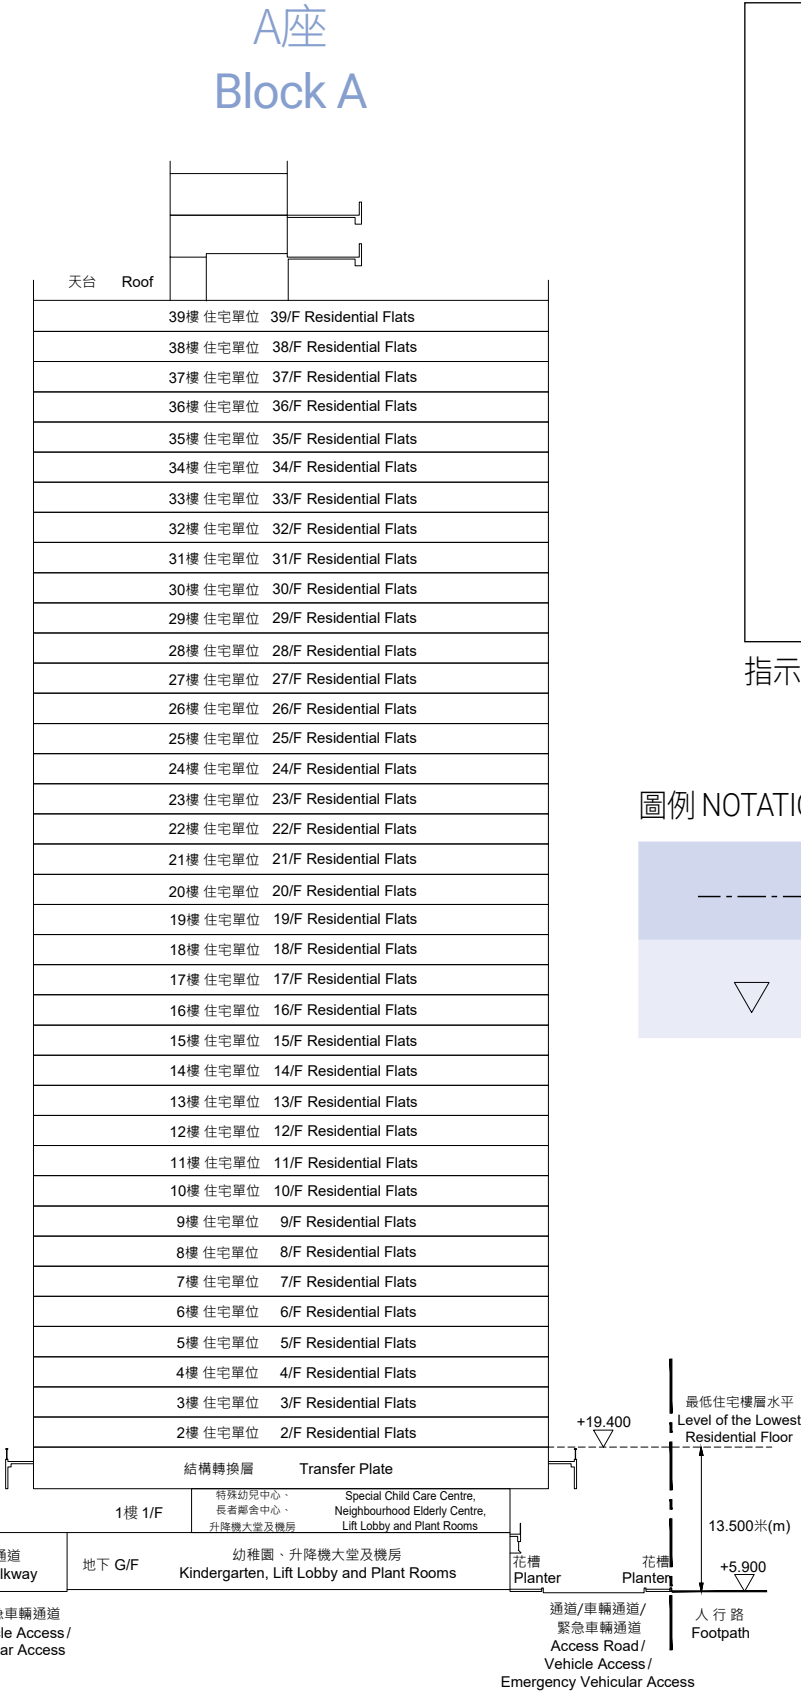 A座
Block A
天台 Roof
39樓 住宅單位 39/F Residential Flats
38樓 住宅單位 38/F Residential Flats
37樓 住宅單位 37/F Residential Flats
36樓 住宅單位 36/F Residential Flats
35樓 住宅單位 35/F Residential Flats
34樓 住宅單位 34/F Residential Flats
33樓 住宅單位 33/F Residential Flats
32樓 住宅單位 32/F Residential Flats
31樓 住宅單位 31/F Residential Flats
30樓 住宅單位 30/F Residential Flats
29樓 住宅單位 29/F Residential Flats
28樓 住宅單位 28/F Residential Flats
27樓 住宅單位 27/F Residential Flats
26樓 住宅單位 26/F Residential Flats
25樓 住宅單位 25/F Residential Flats
24樓 住宅單位 24/F Residential Flats
23樓 住宅單位 23/F Residential Flats
22樓 住宅單位 22/F Residential Flats
21樓 住宅單位 21/F Residential Flats
20樓 住宅單位 20/F Residential Flats
19樓 住宅單位 19/F Residential Flats
18樓 住宅單位 18/F Residential Flats
17樓 住宅單位 17/F Residential Flats
16樓 住宅單位 16/F Residential Flats
15樓 住宅單位 15/F Residential Flats
14樓 住宅單位 14/F Residential Flats
13樓 住宅單位 13/F Residential Flats
12樓 住宅單位 12/F Residential Flats
11樓 住宅單位 11/F Residential Flats
10樓 住宅單位 10/F Residential Flats
9樓 住宅單位 9/F Residential Flats
8樓 住宅單位 8/F Residential Flats
7樓 住宅單位 7/F Residential Flats
6樓 住宅單位 6/F Residential Flats
5樓 住宅單位 5/F Residential Flats
4樓 住宅單位 4/F Residential Flats
3樓 住宅單位 3/F Residential Flats
2樓 住宅單位 2/F Residential Flats
結構轉換層 Transfer Plate
1樓 1/F
特殊幼兒中心、
長者鄰舍中心、
升降機大堂及機房
Special Child Care Centre,
Neighbourhood Elderly Centre,
Lift Lobby and Plant Rooms
地下 G/F
幼稚園、升降機大堂及機房
Kindergarten, Lift Lobby and Plant Rooms
通道
lkway
急車輛通道
le Access/
ar Access
花槽
Planter
花槽
Planter
通道/車輛通道/
緊急車輛通道
Access Road/
Vehicle Access/
Emergency Vehicular Access
+19.400
最低住宅樓層水平
Level of the Lowest
Residential Floor
13.500米(m)
+5.900
人行路
Footpath
指示
圖例 NOTATIO